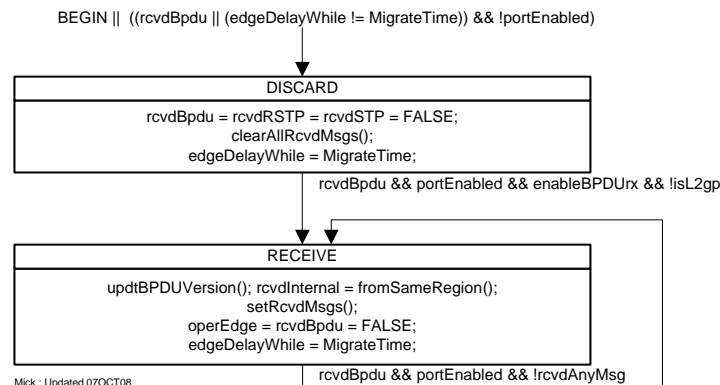 BEGIN || ((rcvdBpdu || (edgeDelayWhile != MigrateTime)) && !portEnabled)
DISCARD
rcvdBpdu = rcvdRSTP = rcvdSTP = FALSE;
clearAllRcvdMsgs();
edgeDelayWhile = MigrateTime;
rcvdBpdu && portEnabled && enableBPDUrx && !isL2gp
RECEIVE
updtBPDUVersion(); rcvdInternal = fromSameRegion();
setRcvdMsgs();
operEdge = rcvdBpdu = FALSE;
edgeDelayWhile = MigrateTime;
rcvdBpdu && portEnabled && !rcvdAnyMsg
Mick : Updated 07OCT08